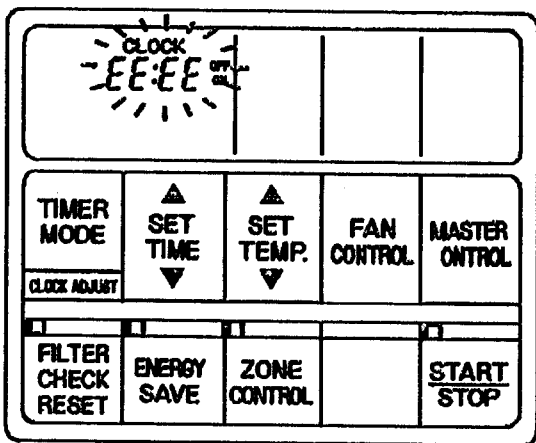 CLOCK
EE:EE
OFF
ON
TIMER
MODE
CLOCK ADJUST
SET
TIME
SET
TEMP.
FAN
CONTROL
MASTER
ONTROL
FILTER
CHECK
RESET
ENERGY
SAVE
ZONE
CONTROL
START
STOP